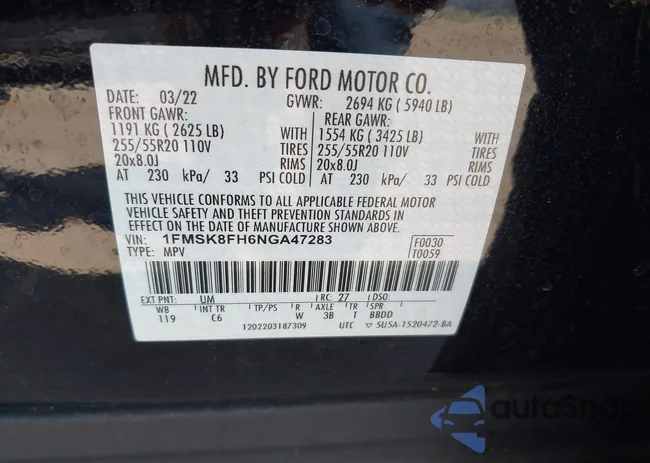 MFD. BY FORD MOTOR CO.
DATE: 03/22 GVWR: 2694 KG ( 5940 LB)
FRONT GAWR: REAR GAWR:
1191 KG ( 2625 LB) WITH 1554 KG ( 3425 LB) WITH
255/55R20 110V TIRES 255/55R20 110V TIRES
20x8.0J RIMS 20x8.0J RIMS
AT 230 kPa/ 33 PSI COLD AT 230 kPa/ 33 PSI COLD
THIS VEHICLE CONFORMS TO ALL APPLICABLE FEDERAL MOTOR
VEHICLE SAFETY AND THEFT PREVENTION STANDARDS IN
EFFECT ON THE DATE OF MANUFACTURE SHOWN ABOVE.
VIN: 1FMSK8FH6NGA47283 F0030
TYPE: MPV T0059
EXT PNT: UM RC: 27 DSO:
WB INT TR TP/PS R AXLE TR SPR
119 C6 W 3B T BBDD
1202203187309 UTC ▽ 5U5A-1520472-BA
autoSnap